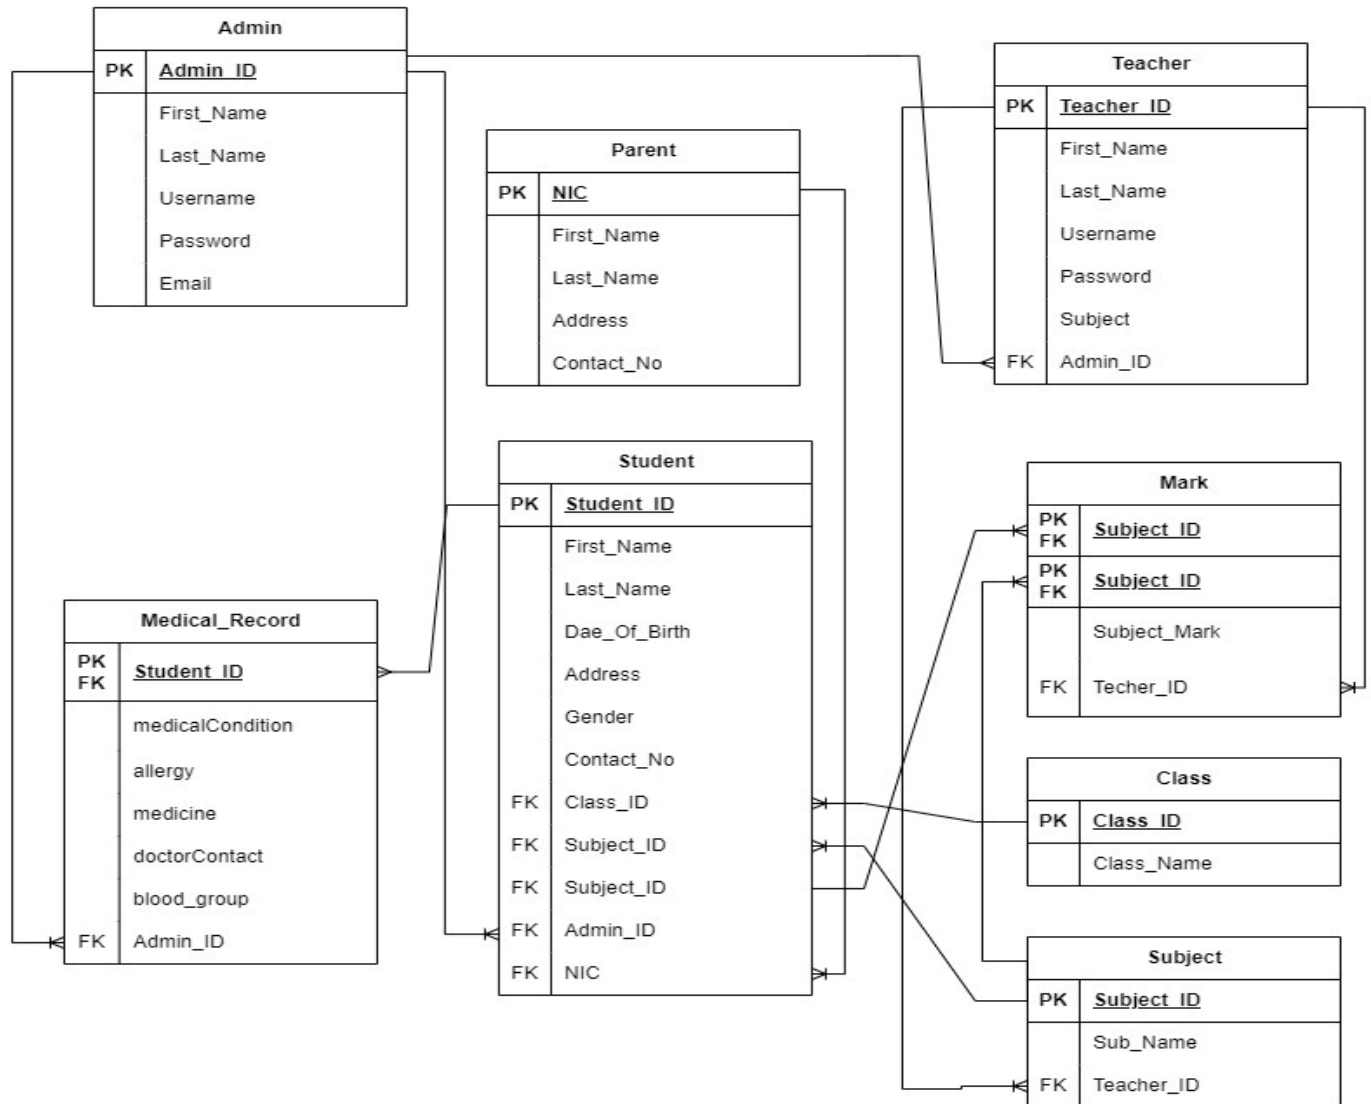 Admin
PK Admin_ID
First_Name
Last_Name
Username
Password
Email
Parent
PK NIC
First_Name
Last_Name
Address
Contact_No
Teacher
PK Teacher_ID
First_Name
Last_Name
Username
Password
Subject
FK Admin_ID
Student
PK Student_ID
First_Name
Last_Name
Dae_Of_Birth
Address
Gender
Contact_No
FK Class_ID
FK Subject_ID
FK Subject_ID
FK Admin_ID
FK NIC
Medical_Record
PK
FK Student_ID
medicalCondition
allergy
medicine
doctorContact
blood_group
FK Admin_ID
Mark
PK
FK Subject_ID
PK
FK Subject_ID
Subject_Mark
FK Techer_ID
Class
PK Class_ID
Class_Name
Subject
PK Subject_ID
Sub_Name
FK Teacher_ID